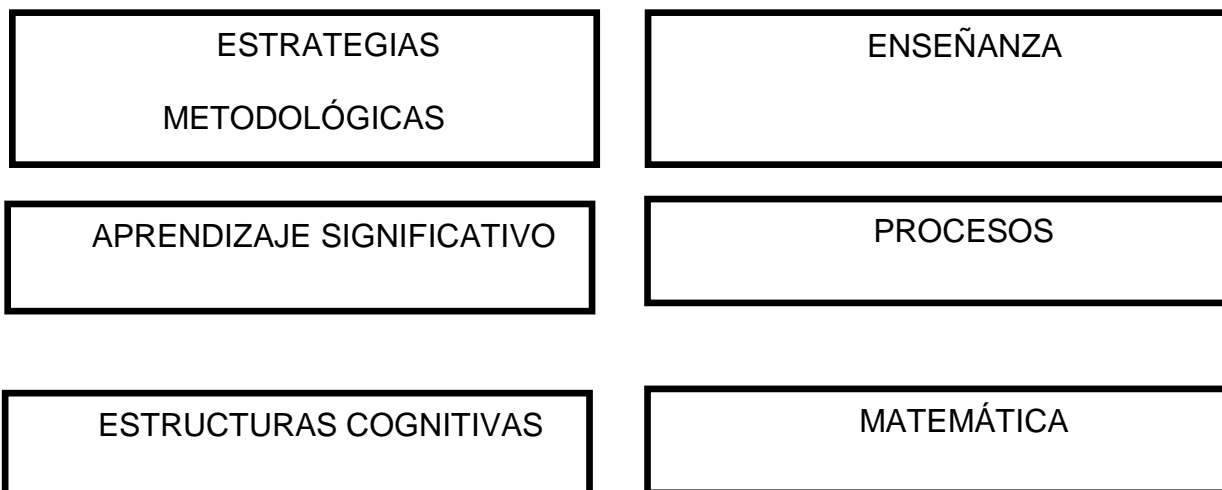 ESTRATEGIAS
METODOLÓGICAS
ENSEÑANZA
APRENDIZAJE SIGNIFICATIVO
PROCESOS
ESTRUCTURAS COGNITIVAS
MATEMÁTICA